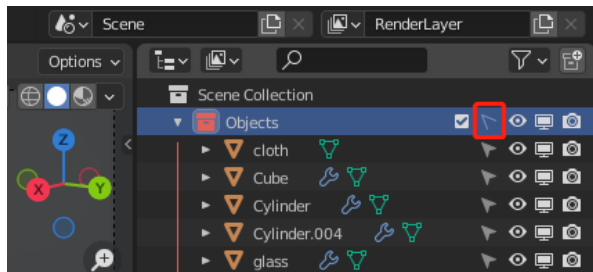 Scene
RenderLayer
Options
Scene Collection
Objects
Z
cloth
X
Y
Cube
Cylinder
Cylinder.004
glass